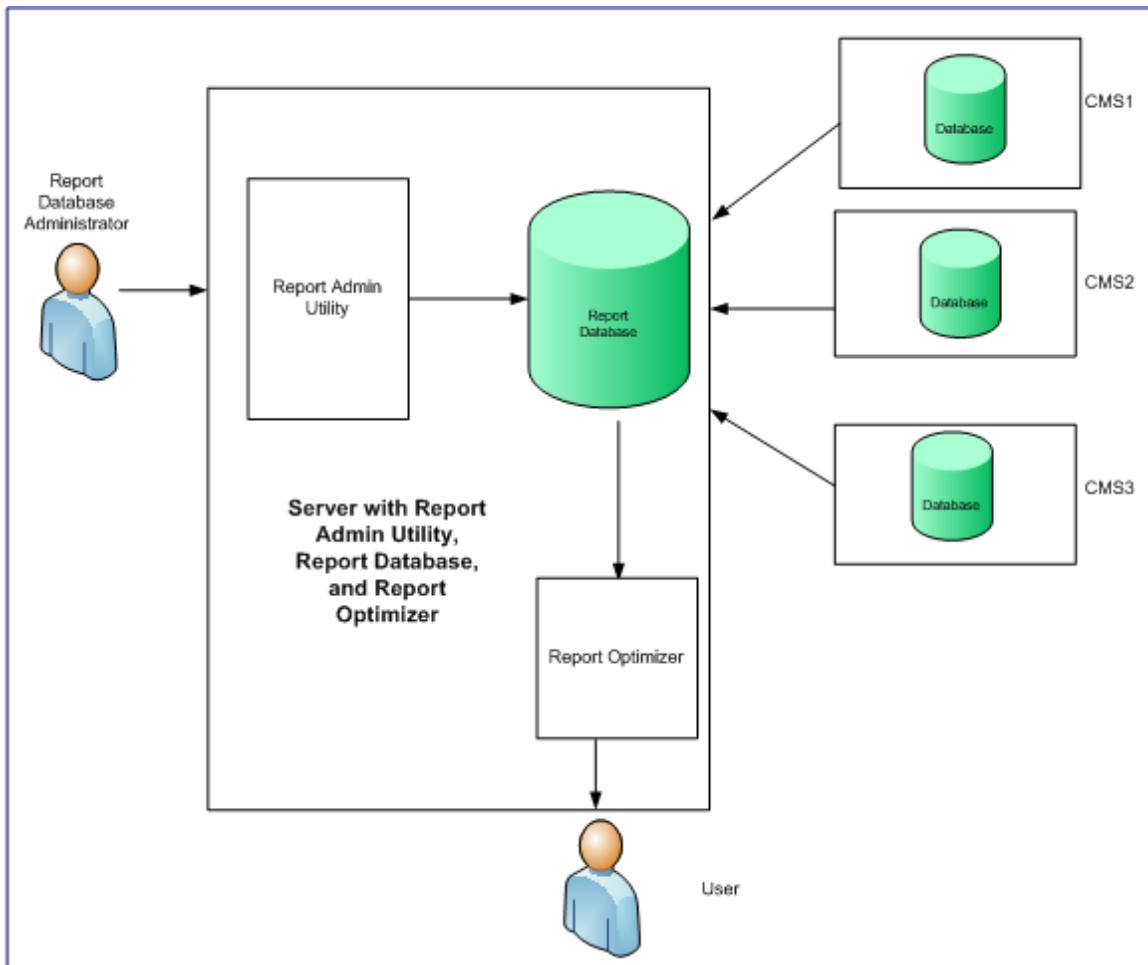 Report
Database
Administrator
Report Admin
Utility
Report
Database
Server with Report
Admin Utility,
Report Database,
and Report
Optimizer
Report Optimizer
User
Database
CMS1
Database
CMS2
Database
CMS3